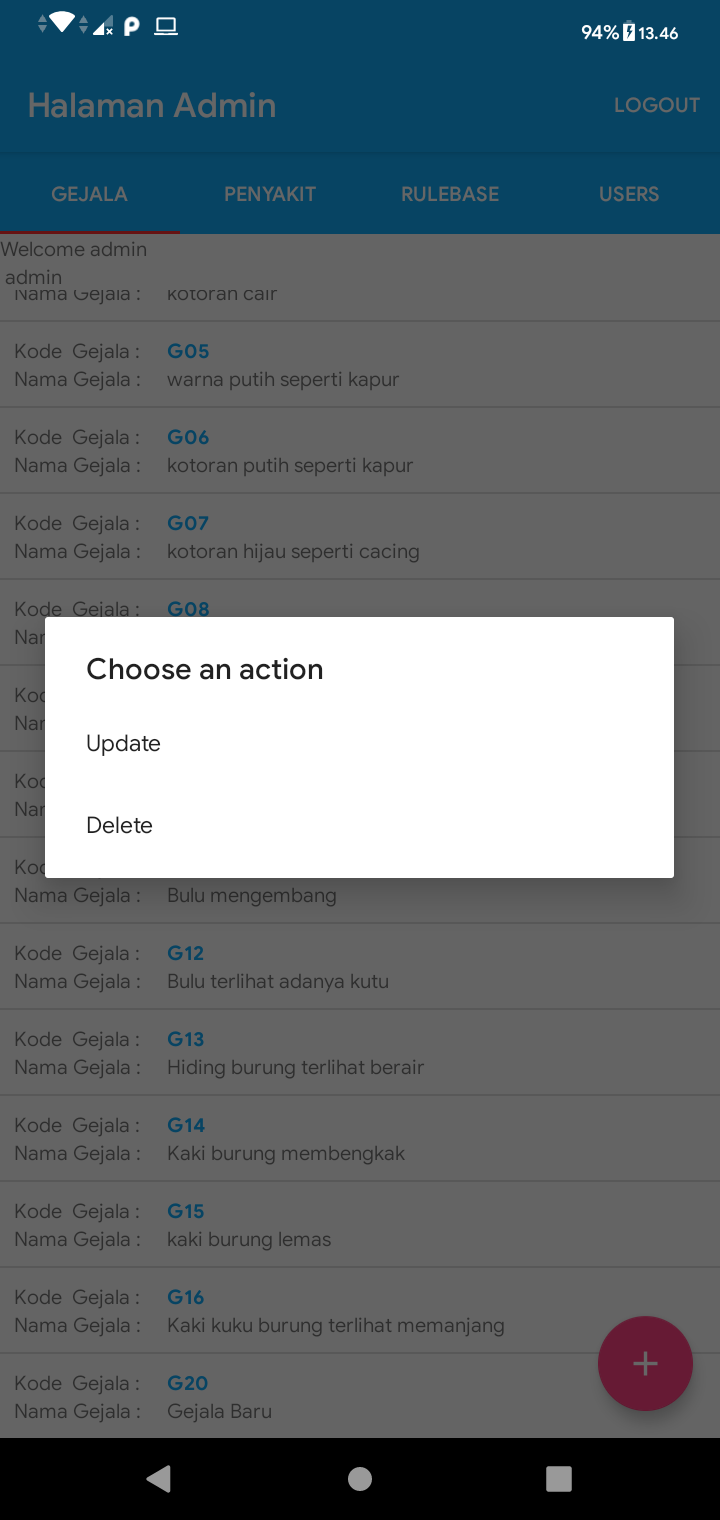 94% 13.46
Halaman Admin LOGOUT
GEJALA PENYAKIT RULEBASE USERS
Welcome admin
admin
Nama Gejala : kotoran cair
Kode Gejala : G05
Nama Gejala : warna putih seperti kapur
Kode Gejala : G06
Nama Gejala : kotoran putih seperti kapur
Kode Gejala : G07
Nama Gejala : kotoran hijau seperti cacing
Kode Gejala : G08
Choose an action
Update
Delete
Nama Gejala : Bulu mengembang
Kode Gejala : G12
Nama Gejala : Bulu terlihat adanya kutu
Kode Gejala : G13
Nama Gejala : Hiding burung terlihat berair
Kode Gejala : G14
Nama Gejala : Kaki burung membengkak
Kode Gejala : G15
Nama Gejala : kaki burung lemas
Kode Gejala : G16
Nama Gejala : Kaki kuku burung terlihat memanjang
Kode Gejala : G20
Nama Gejala : Gejala Baru